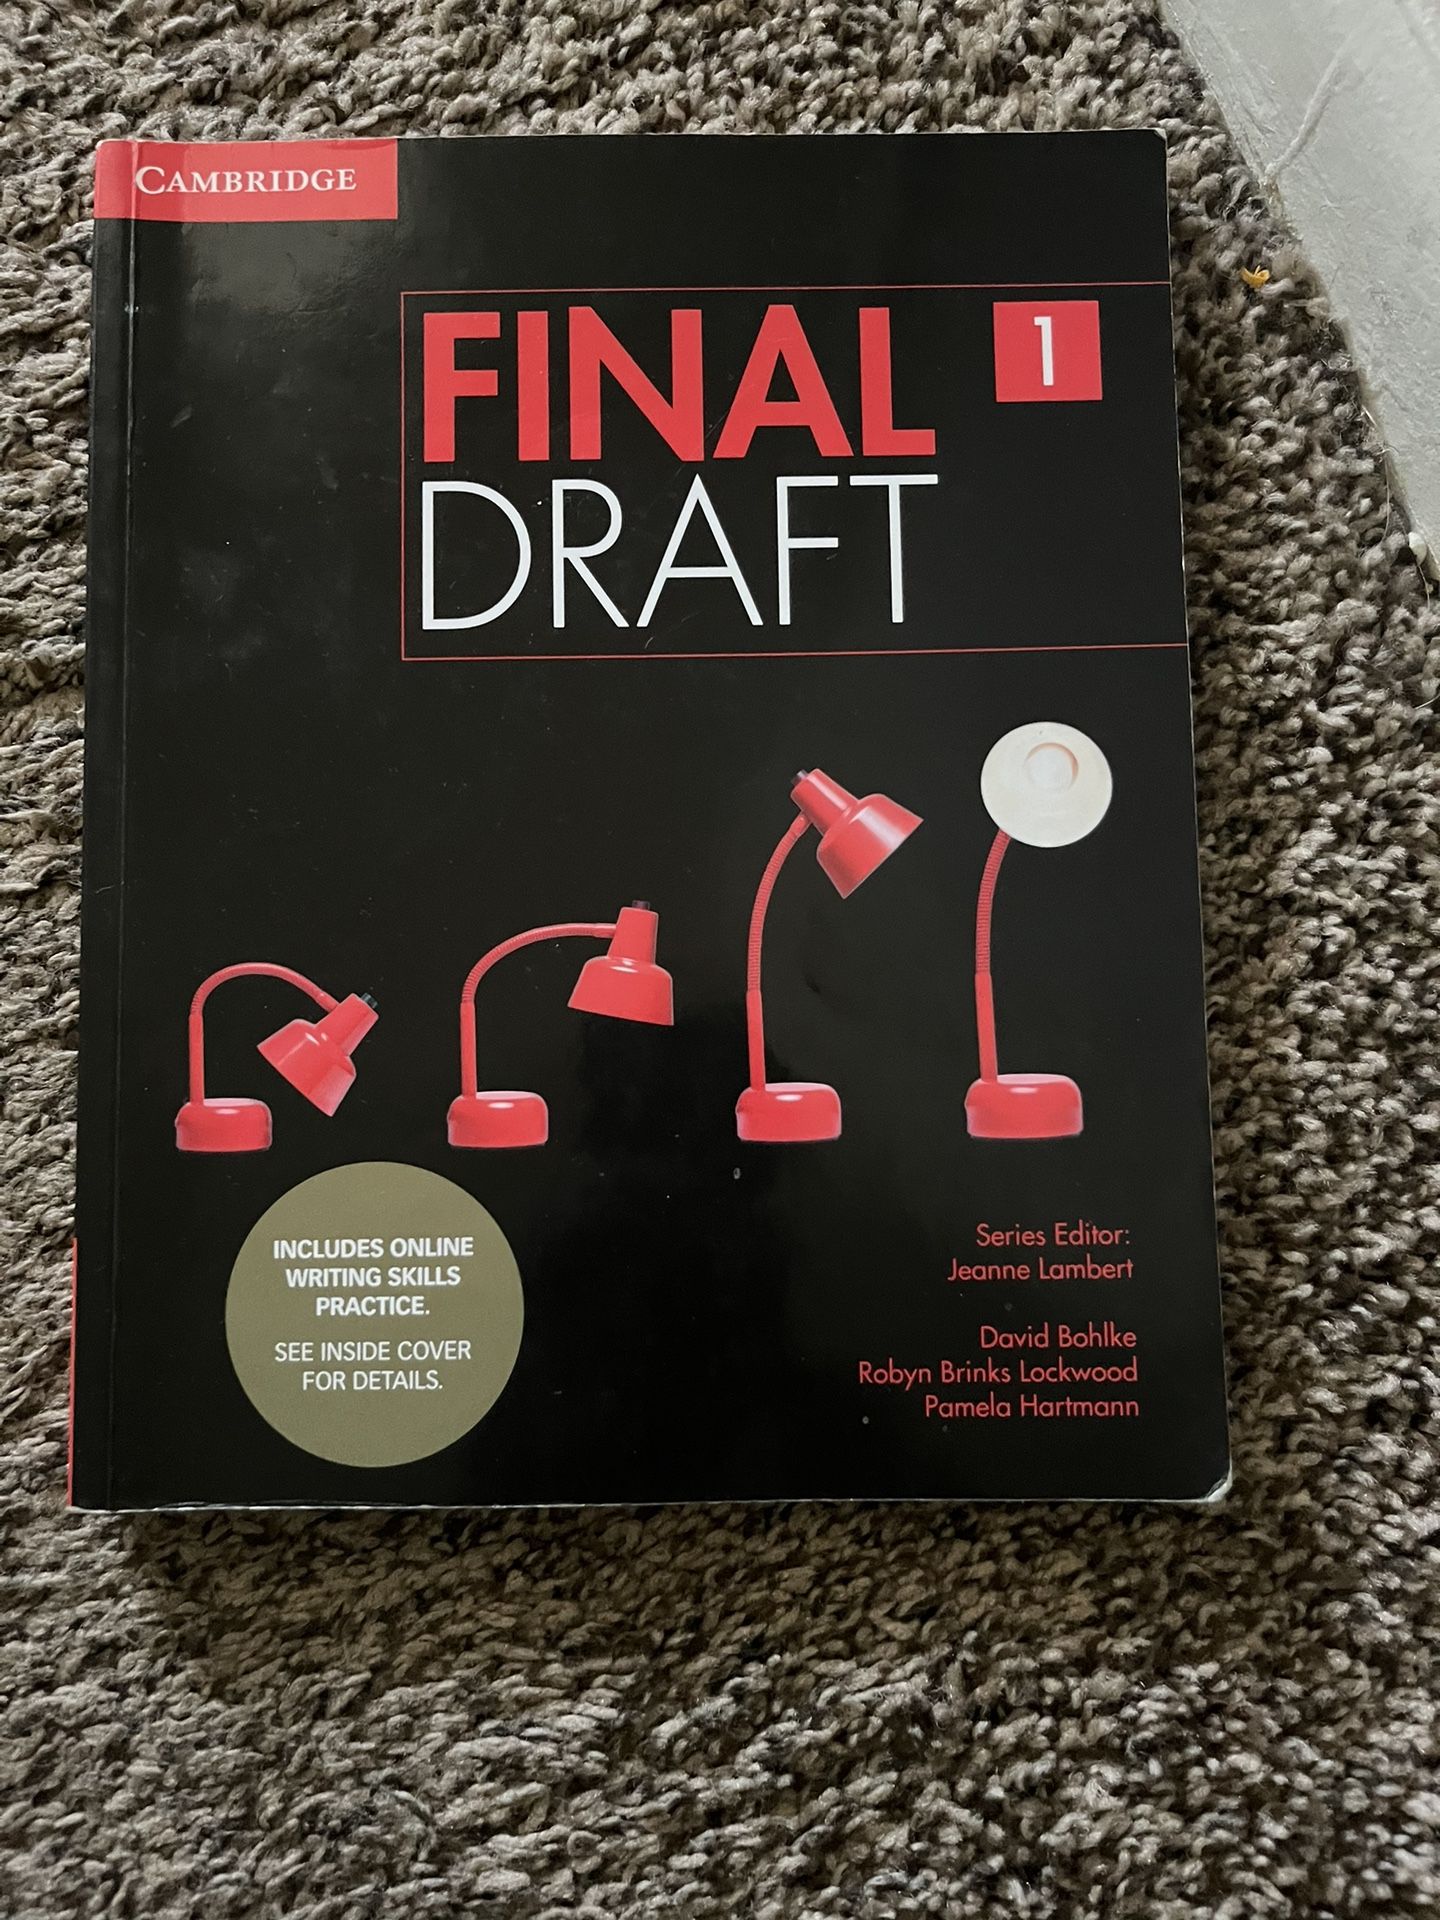 CAMBRIDGE
FINAL 1
DRAFT
INCLUDES ONLINE
WRITING SKILLS
PRACTICE.
SEE INSIDE COVER
FOR DETAILS.
Series Editor:
Jeanne Lambert
David Bohlke
Robyn Brinks Lockwood
Pamela Hartmann